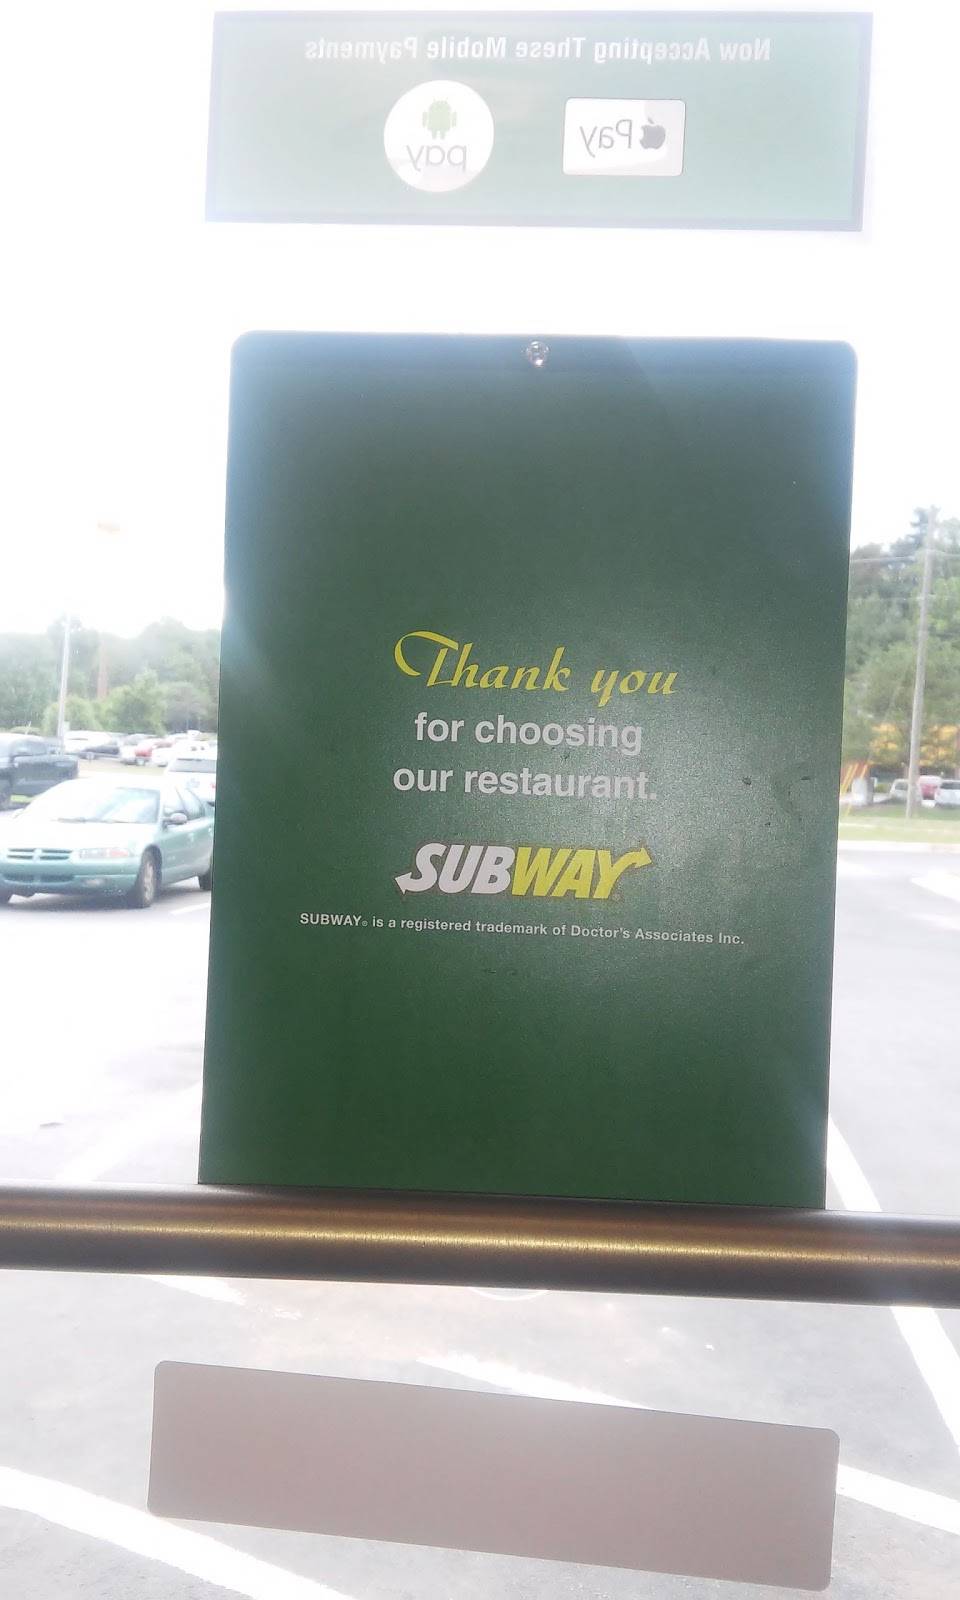 Now Accepting These Mobile Payments
pay
Pay
Thank you
for choosing
our restaurant.
SUBWAY®
SUBWAY® is a registered trademark of Doctor's Associates Inc.